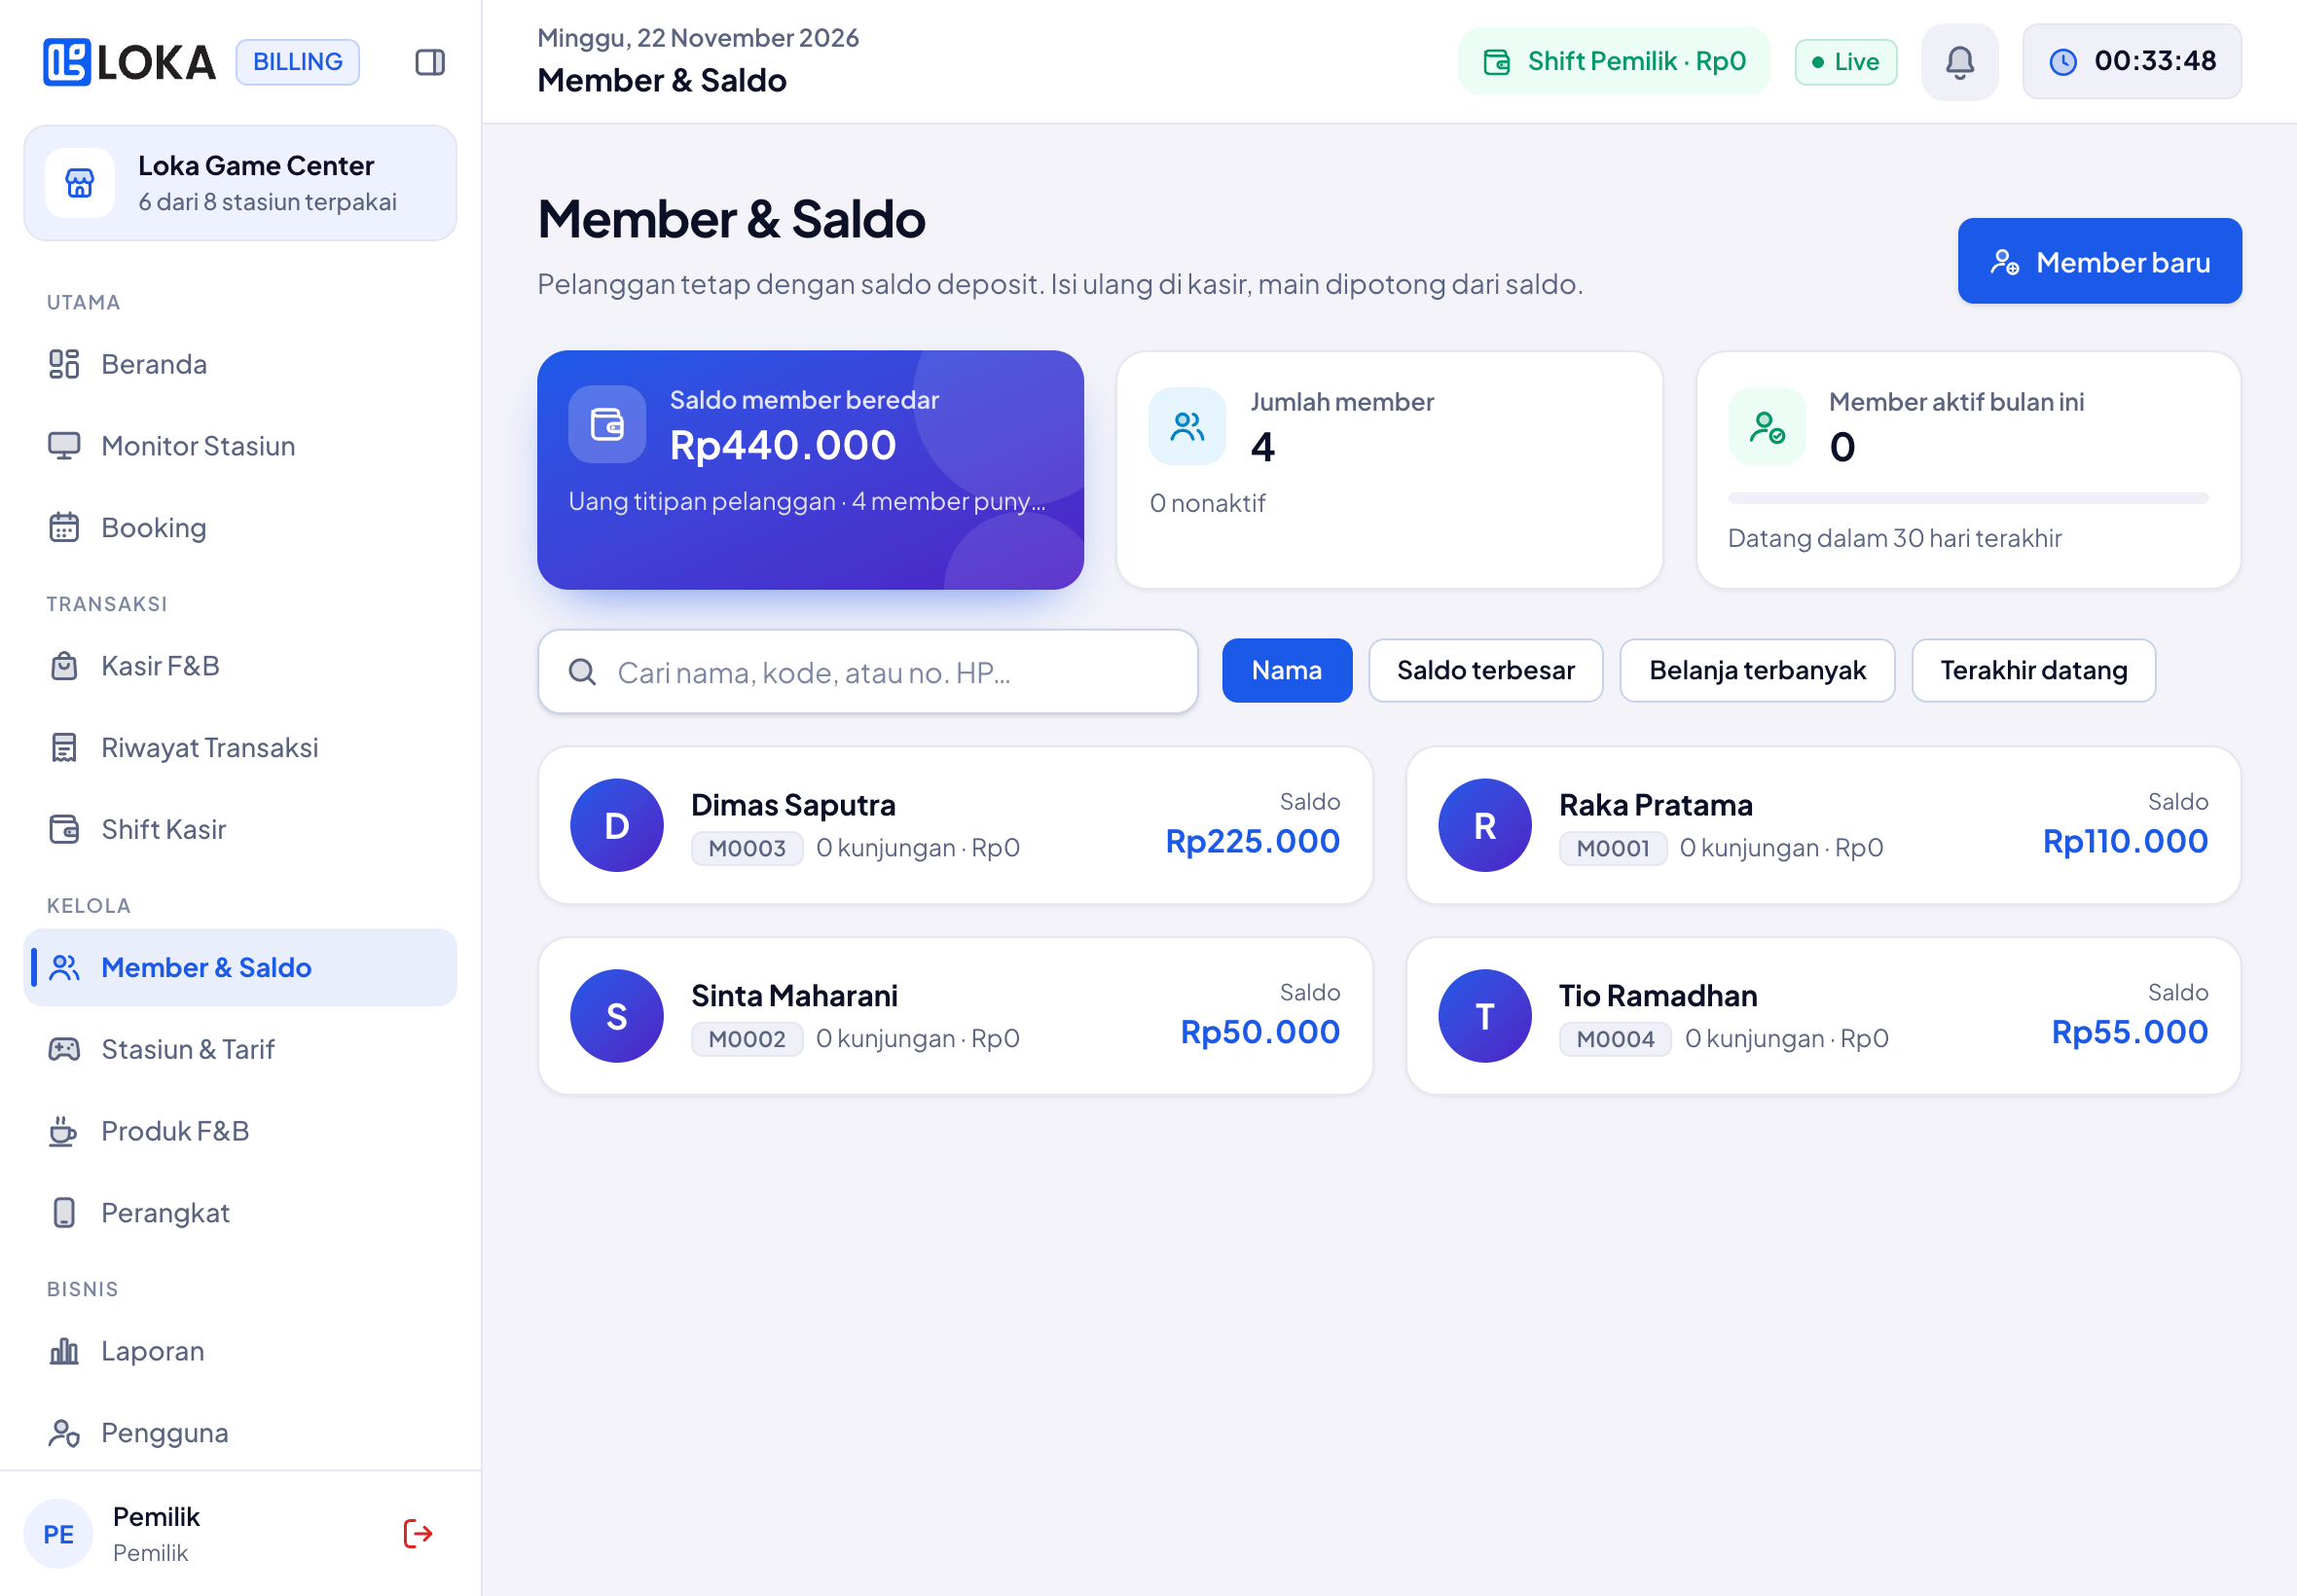 LOKA BILLING
Loka Game Center
6 dari 8 stasiun terpakai
UTAMA
Beranda
Monitor Stasiun
Booking
TRANSAKSI
Kasir F&B
Riwayat Transaksi
Shift Kasir
KELOLA
Member & Saldo
Stasiun & Tarif
Produk F&B
Perangkat
BISNIS
Laporan
Pengguna
PE
Pemilik
Pemilik
Minggu, 22 November 2026
Member & Saldo
Shift Pemilik · Rp0
Live
00:33:48
Member & Saldo
Pelanggan tetap dengan saldo deposit. Isi ulang di kasir, main dipotong dari saldo.
Member baru
Saldo member beredar
Rp440.000
Uang titipan pelanggan · 4 member puny...
Jumlah member
4
0 nonaktif
Member aktif bulan ini
0
Datang dalam 30 hari terakhir
Cari nama, kode, atau no. HP...
Nama
Saldo terbesar
Belanja terbanyak
Terakhir datang
D
Dimas Saputra
M0003 0 kunjungan · Rp0
Saldo
Rp225.000
R
Raka Pratama
M0001 0 kunjungan · Rp0
Saldo
Rp110.000
S
Sinta Maharani
M0002 0 kunjungan · Rp0
Saldo
Rp50.000
T
Tio Ramadhan
M0004 0 kunjungan · Rp0
Saldo
Rp55.000